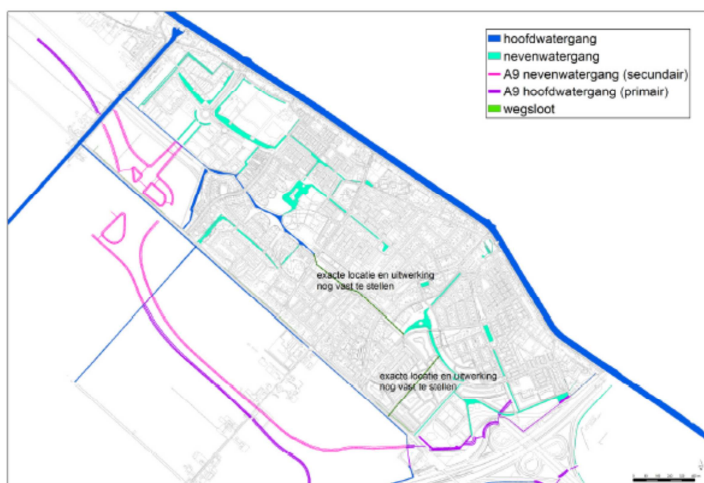 hoofdwatergang
nevenwatergang
A9 nevenwatergang (secundair)
A9 hoofdwatergang (primair)
wegsloot
exacte locatie en uitwerking
nog vast te stellen
exacte locatie en uitwerking
nog vast te stellen